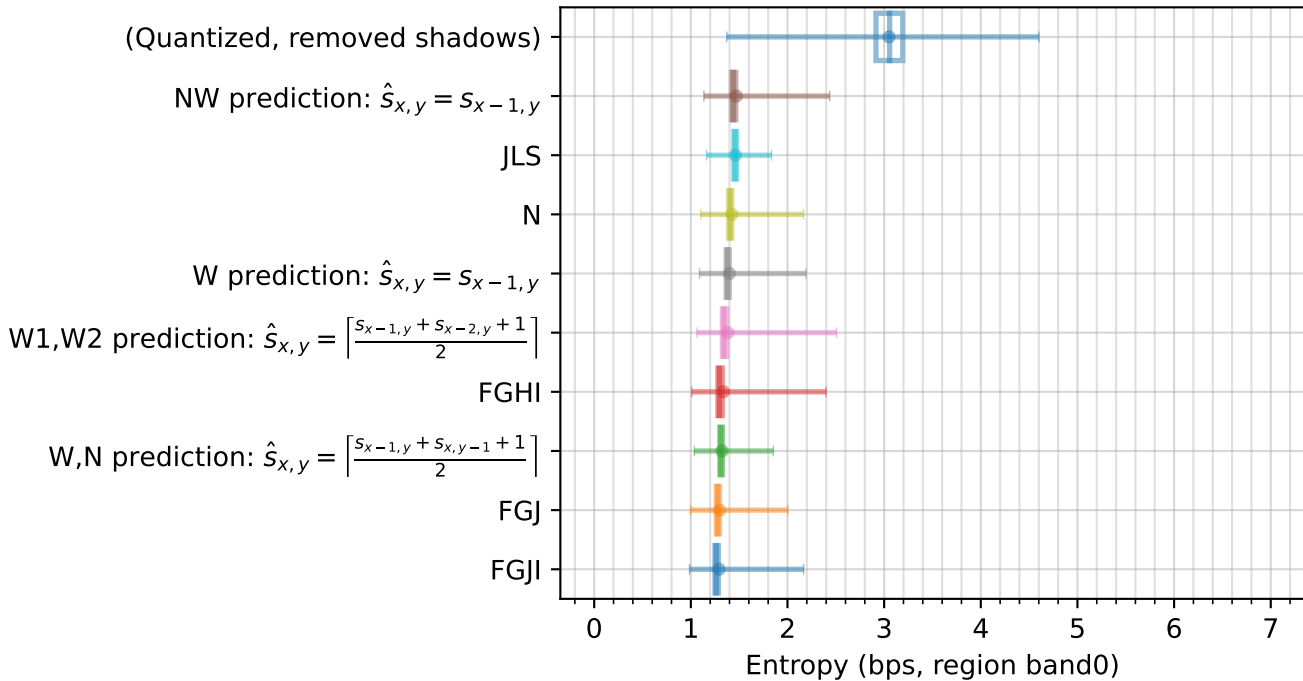 (Quantized, removed shadows)
NW prediction: ŝ_{x,y} = s_{x−1,y}
JLS
N
W prediction: ŝ_{x,y} = s_{x−1,y}
W1,W2 prediction: ŝ_{x,y} = ⌈(s_{x−1,y} + s_{x−2,y} + 1)/2⌉
FGHI
W,N prediction: ŝ_{x,y} = ⌈(s_{x−1,y} + s_{x,y−1} + 1)/2⌉
FGJ
FGJI
0 1 2 3 4 5 6 7
Entropy (bps, region band0)